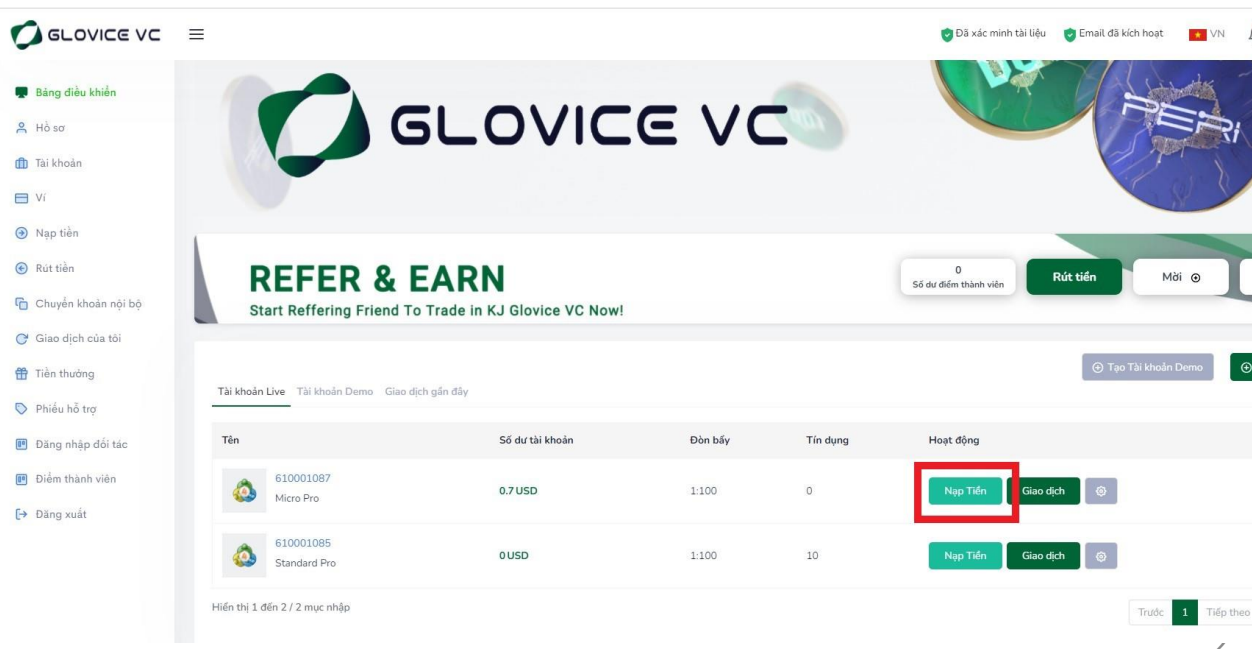 GLOVICE VC
Đã xác minh tài liệu
Email đã kích hoạt
VN
Bảng điều khiển
Hồ sơ
Tài khoản
Ví
Nạp tiền
Rút tiền
Chuyển khoản nội bộ
Giao dịch của tôi
Tiền thưởng
Phiếu hỗ trợ
Đăng nhập đối tác
Điểm thành viên
Đăng xuất
GLOVICE VC
REFER & EARN
Start Reffering Friend To Trade in KJ Glovice VC Now!
0
Số dư điểm thành viên
Rút tiền
Mời
Tạo Tài khoản Demo
Tài khoản Live Tài khoản Demo Giao dịch gần đây
Tên Số dư tài khoản Đòn bẩy Tín dụng Hoạt động
610001087
Micro Pro 0.7 USD 1:100 0 Nạp Tiền Giao dịch
610001085
Standard Pro 0 USD 1:100 10 Nạp Tiền Giao dịch
Hiển thị 1 đến 2 / 2 mục nhập
Trước 1 Tiếp theo